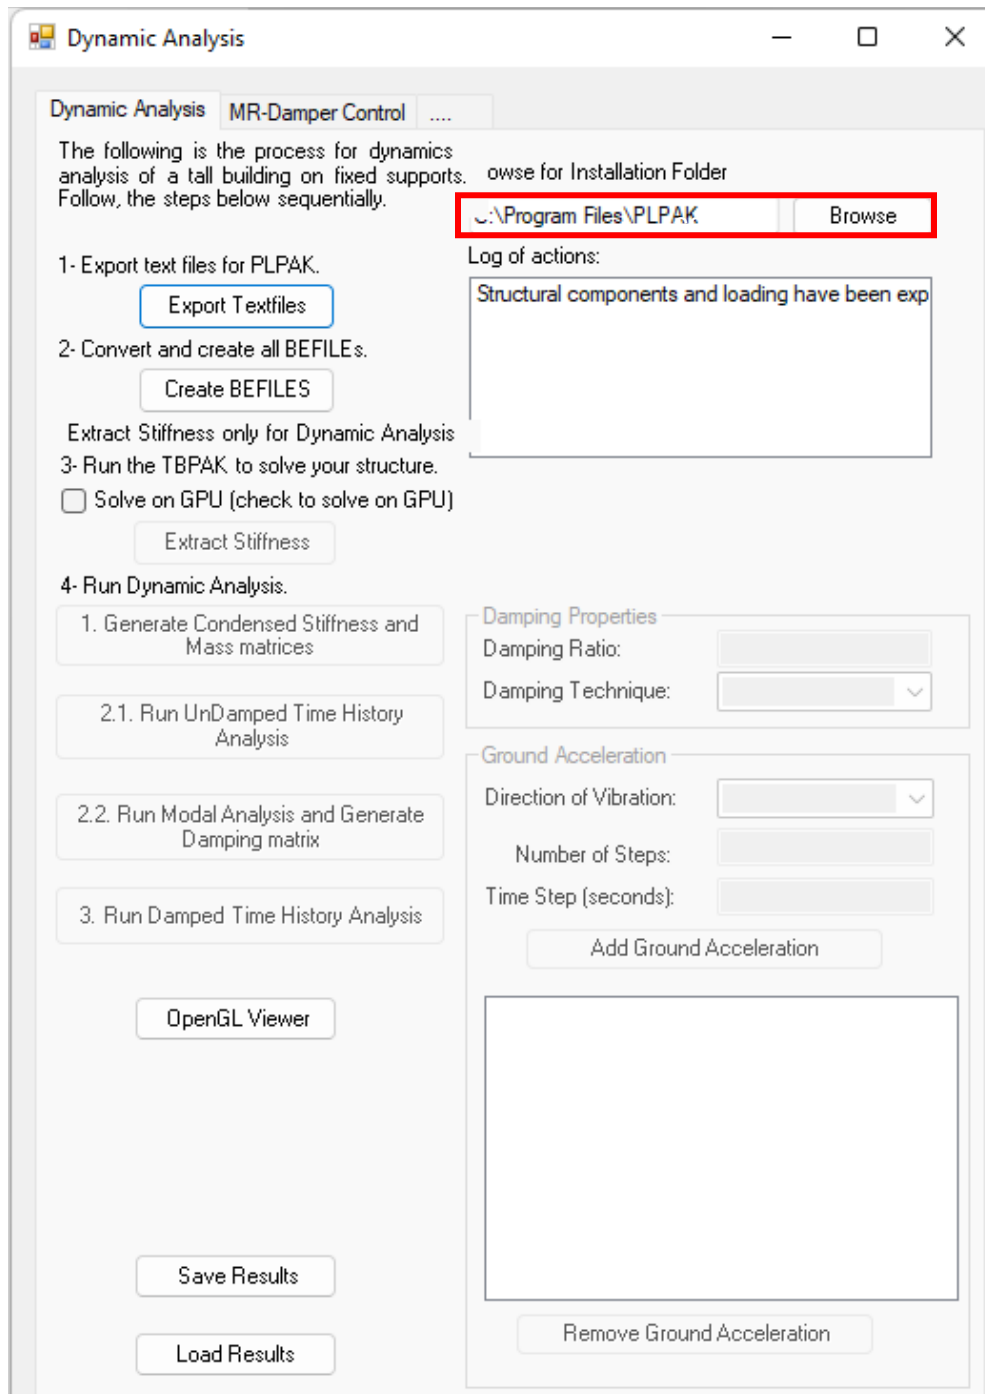 Dynamic Analysis
Dynamic Analysis MR-Damper Control ....
The following is the process for dynamics
analysis of a tall building on fixed supports.
Follow, the steps below sequentially.
owse for Installation Folder
:\Program Files\PLPAK Browse
1- Export text files for PLPAK.
Export Textfiles
2- Convert and create all BEFILEs.
Create BEFILES
Extract Stiffness only for Dynamic Analysis
3- Run the TBPAK to solve your structure.
Solve on GPU (check to solve on GPU)
Extract Stiffness
4- Run Dynamic Analysis.
1. Generate Condensed Stiffness and
Mass matrices
2.1. Run UnDamped Time History
Analysis
2.2. Run Modal Analysis and Generate
Damping matrix
3. Run Damped Time History Analysis
OpenGL Viewer
Save Results
Load Results
Log of actions:
Structural components and loading have been exp
Damping Properties
Damping Ratio:
Damping Technique:
Ground Acceleration
Direction of Vibration:
Number of Steps:
Time Step (seconds):
Add Ground Acceleration
Remove Ground Acceleration